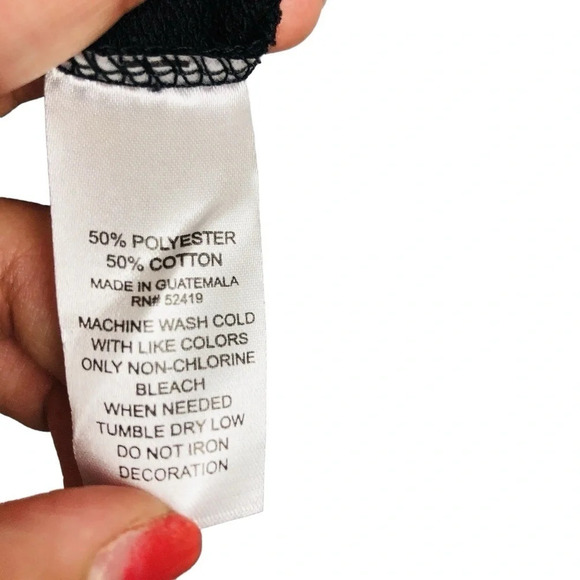 50% POLYESTER
50% COTTON
MADE IN GUATEMALA
RN# 52419
MACHINE WASH COLD
WITH LIKE COLORS
ONLY NON-CHLORINE
BLEACH
WHEN NEEDED
TUMBLE DRY LOW
DO NOT IRON
DECORATION